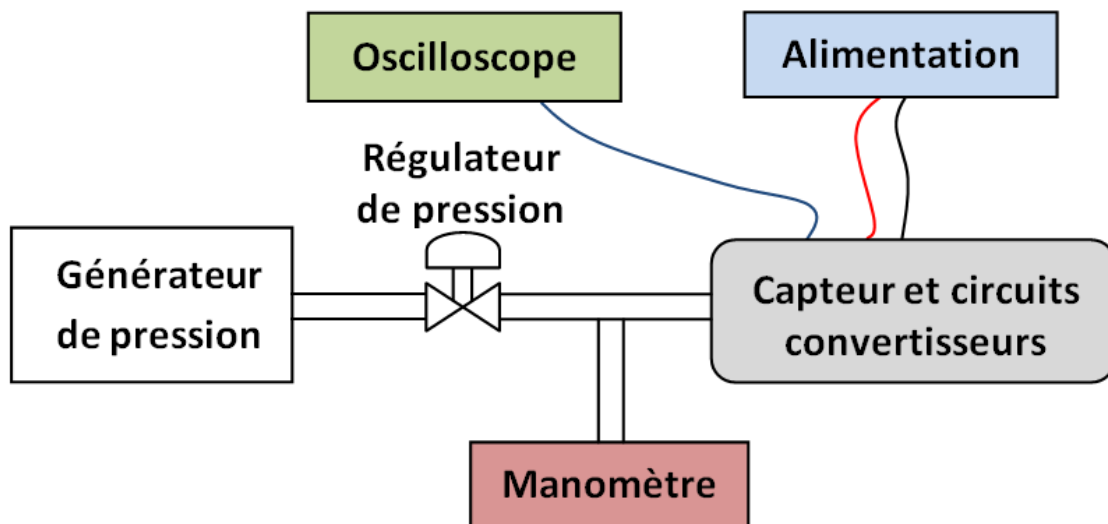 Oscilloscope
Alimentation
Régulateur
de pression
Générateur
de pression
Capteur et circuits
convertisseurs
Manomètre